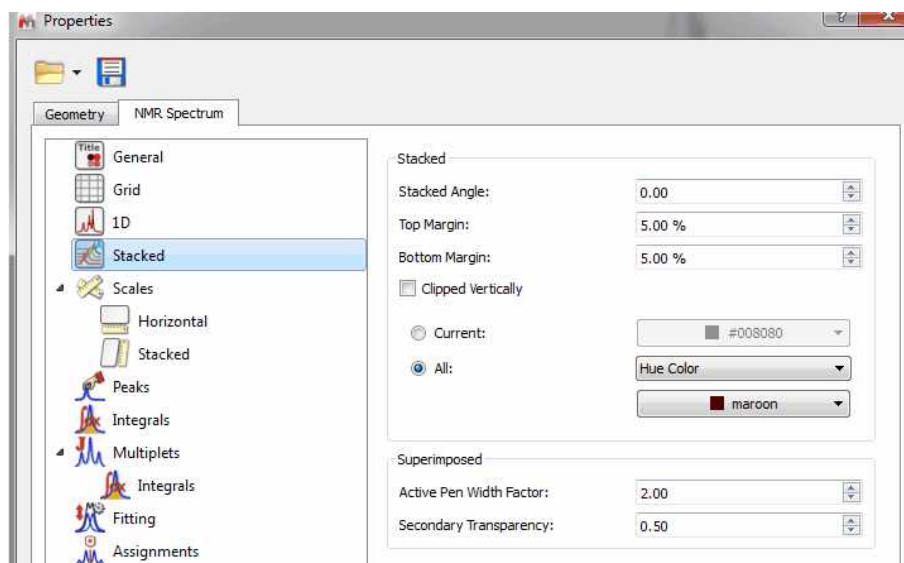 Properties
Geometry
NMR Spectrum
Title
General
Grid
1D
Stacked
Scales
Horizontal
Stacked
Peaks
Integrals
Multiplets
Integrals
Fitting
Assignments
Stacked
Stacked Angle: 0.00
Top Margin: 5.00 %
Bottom Margin: 5.00 %
Clipped Vertically
Current: #008080
All: Hue Color
maroon
Superimposed
Active Pen Width Factor: 2.00
Secondary Transparency: 0.50